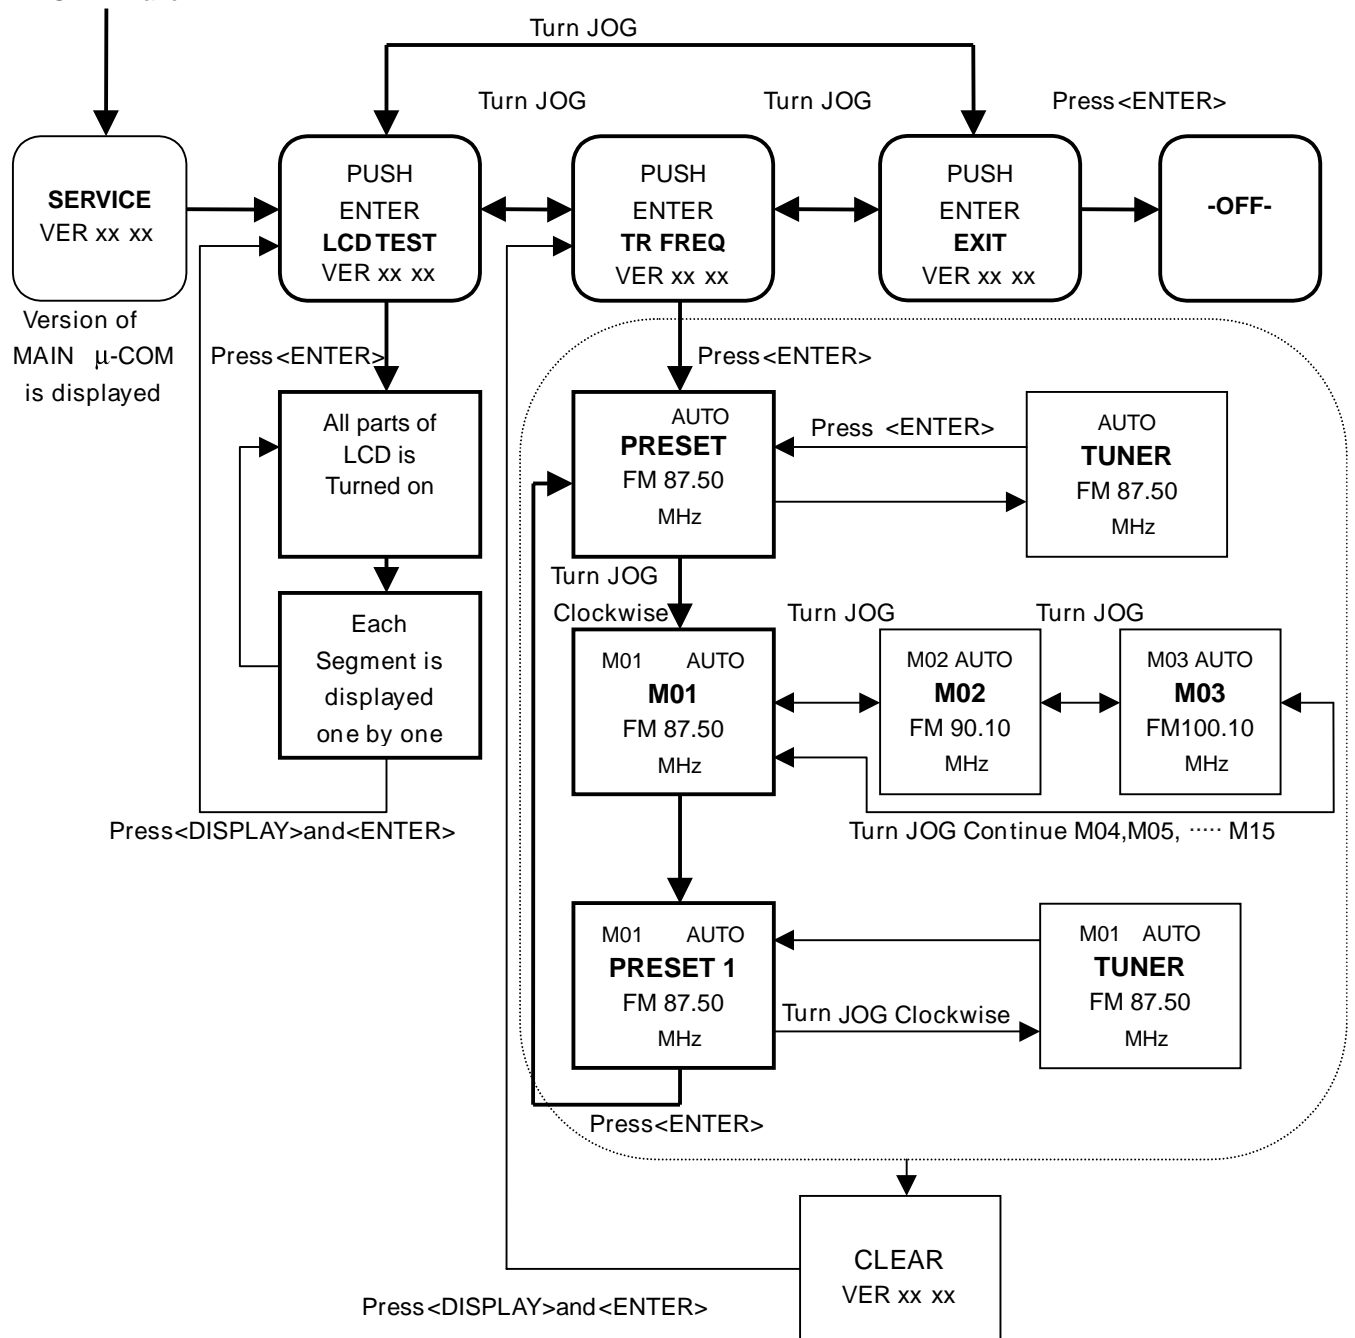 Turn JOG
Turn JOG
Turn JOG
Press<ENTER>
SERVICE
VER xx xx
PUSH
ENTER
LCD TEST
VER xx xx
PUSH
ENTER
TR FREQ
VER xx xx
PUSH
ENTER
EXIT
VER xx xx
-OFF-
Version of
MAIN μ-COM
is displayed
Press<ENTER>
Press<ENTER>
All parts of
LCD is
Turned on
AUTO
PRESET
FM 87.50
MHz
Press <ENTER>
AUTO
TUNER
FM 87.50
MHz
Turn JOG
Clockwise
Each
Segment is
displayed
one by one
M01 AUTO
M01
FM 87.50
MHz
Turn JOG
M02 AUTO
M02
FM 90.10
MHz
Turn JOG
M03 AUTO
M03
FM100.10
MHz
Press<DISPLAY>and<ENTER>
Turn JOG Continue M04,M05, ····· M15
M01 AUTO
PRESET 1
FM 87.50
MHz
Turn JOG Clockwise
M01 AUTO
TUNER
FM 87.50
MHz
Press<ENTER>
CLEAR
VER xx xx
Press<DISPLAY>and<ENTER>